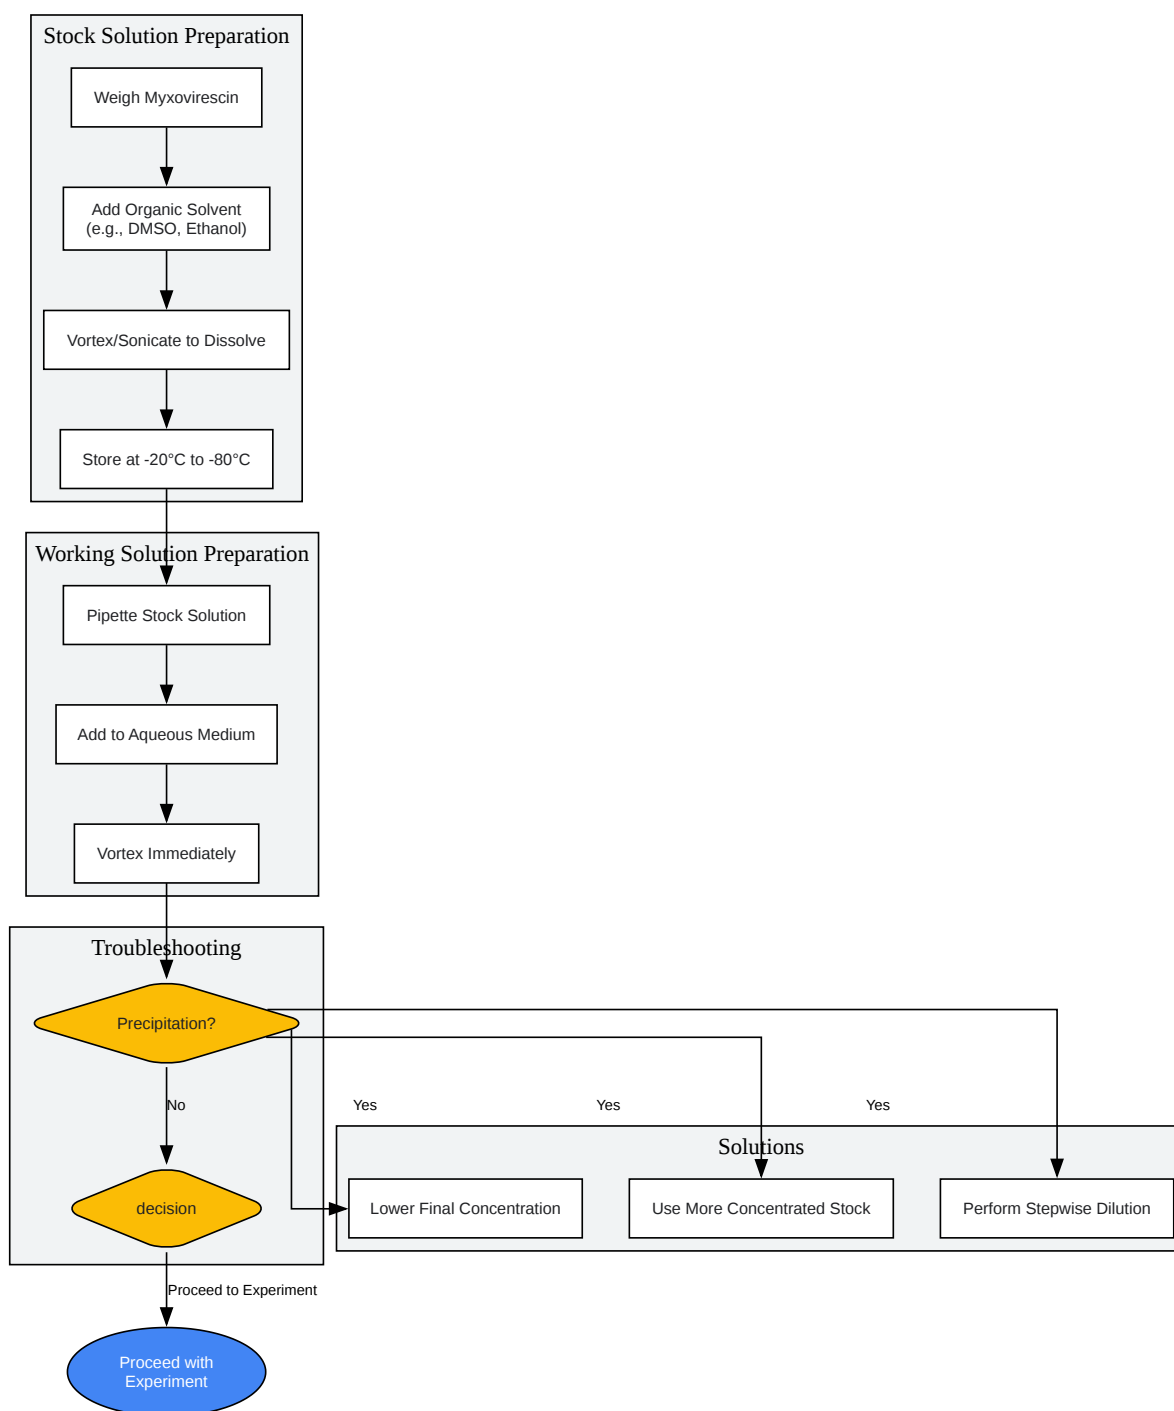 Stock Solution Preparation
Weigh Myxovirescin
Add Organic Solvent
(e.g., DMSO, Ethanol)
Vortex/Sonicate to Dissolve
Store at -20°C to -80°C
Working Solution Preparation
Pipette Stock Solution
Add to Aqueous Medium
Vortex Immediately
Troubleshooting
Precipitation?
No
Yes
Yes
Yes
Solutions
decision
Lower Final Concentration
Use More Concentrated Stock
Perform Stepwise Dilution
Proceed to Experiment
Proceed with
Experiment